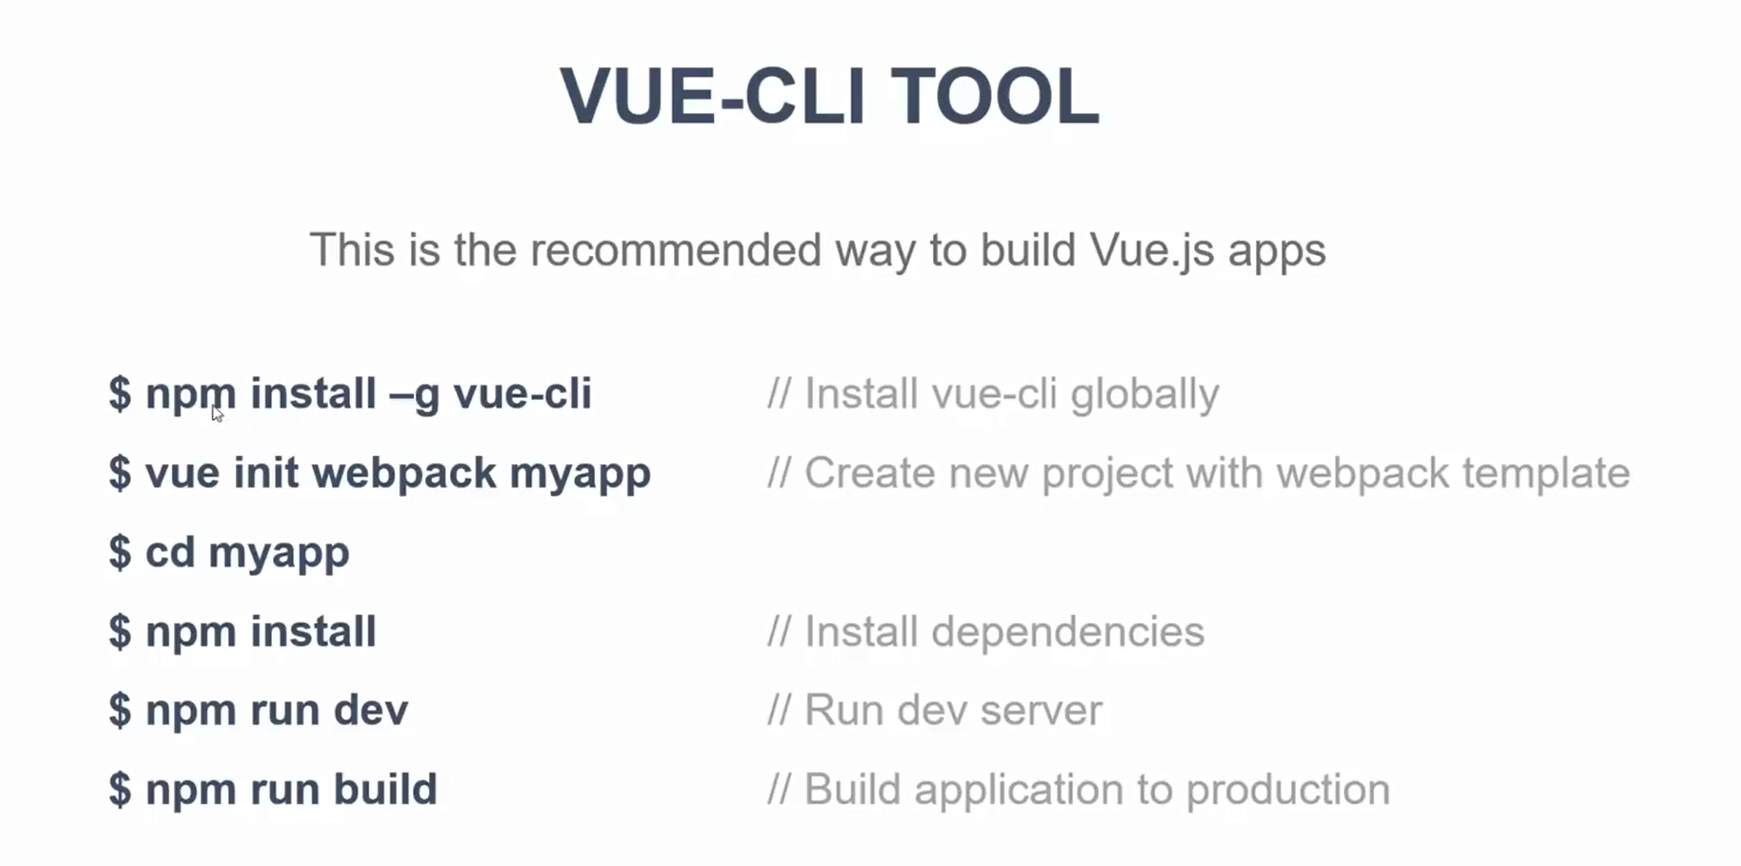 VUE-CLI TOOL
This is the recommended way to build Vue.js apps
$ npm install –g vue-cli // Install vue-cli globally
$ vue init webpack myapp // Create new project with webpack template
$ cd myapp
$ npm install // Install dependencies
$ npm run dev // Run dev server
$ npm run build // Build application to production